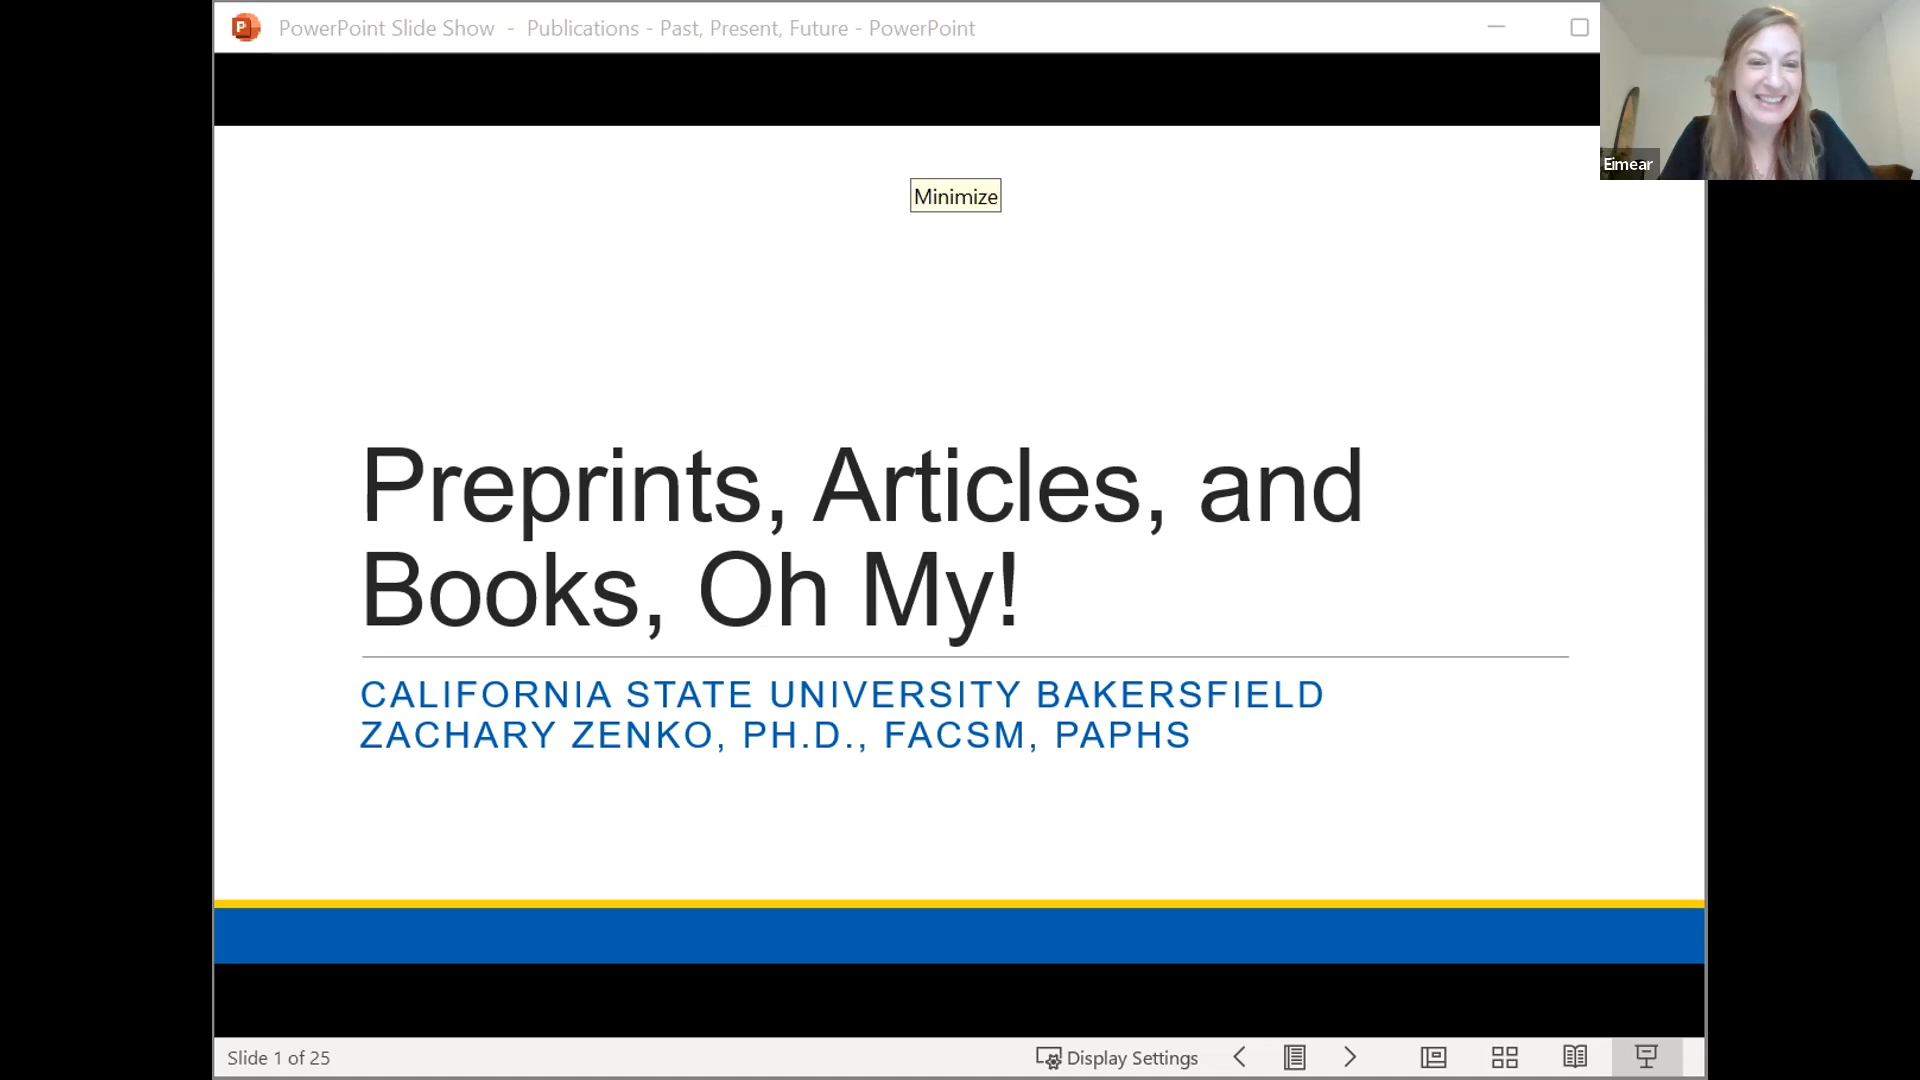 PowerPoint Slide Show - Publications - Past, Present, Future - PowerPoint
Eimear
Minimize
Preprints, Articles, and
Books, Oh My!
CALIFORNIA STATE UNIVERSITY BAKERSFIELD
ZACHARY ZENKO, PH.D., FACSM, PAPHS
Slide 1 of 25
Display Settings